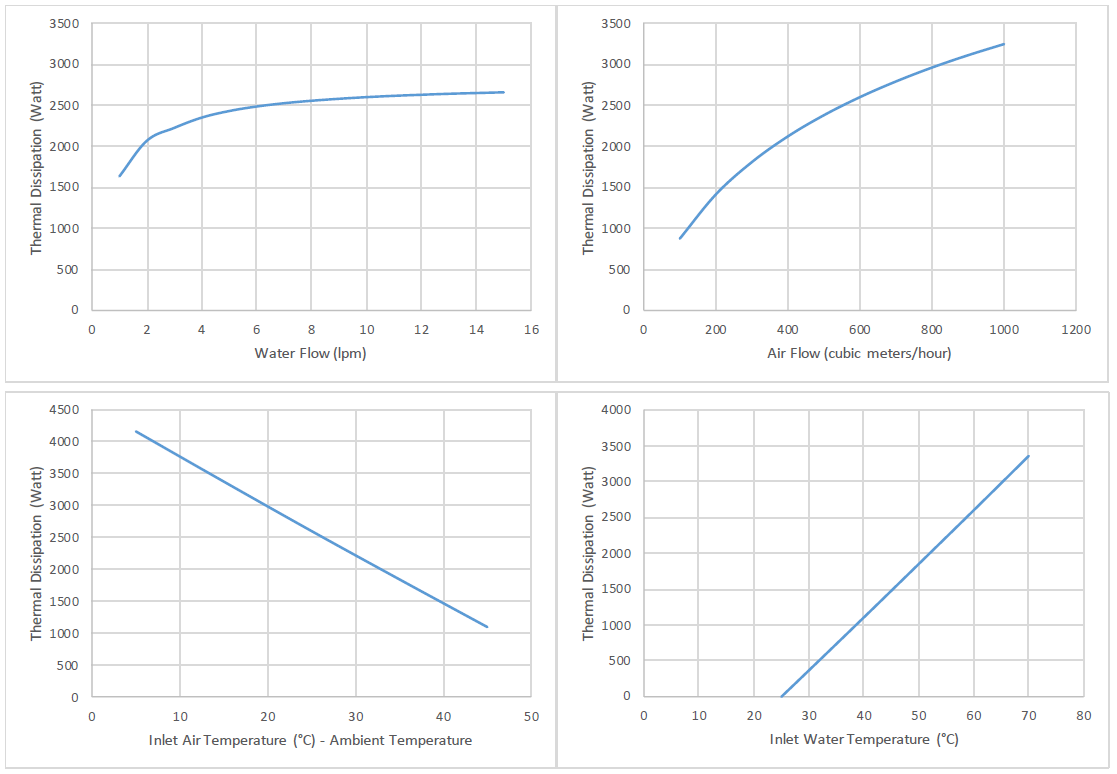 3500
3000
2500
2000
1500
1000
500
0
Thermal Dissipation (Watt)
0 2 4 6 8 10 12 14 16
Water Flow (lpm)
3500
3000
2500
2000
1500
1000
500
0
Thermal Dissipation (Watt)
0 200 400 600 800 1000 1200
Air Flow (cubic meters/hour)
4500
4000
3500
3000
2500
2000
1500
1000
500
0
Thermal Dissipation (Watt)
0 10 20 30 40 50
Inlet Air Temperature (°C) - Ambient Temperature
4000
3500
3000
2500
2000
1500
1000
500
0
Thermal Dissipation (Watt)
0 10 20 30 40 50 60 70 80
Inlet Water Temperature (°C)